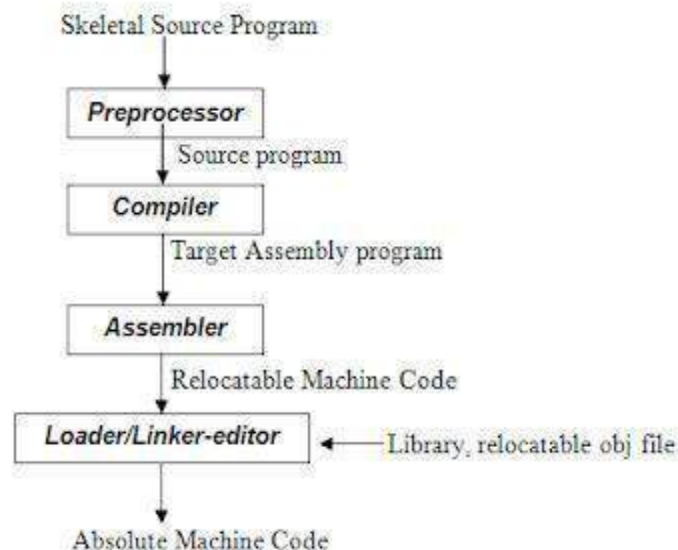 Skeletal Source Program
Preprocessor
Source program
Compiler
Target Assembly program
Assembler
Relocatable Machine Code
Loader/Linker-editor
Library, relocatable obj file
Absolute Machine Code